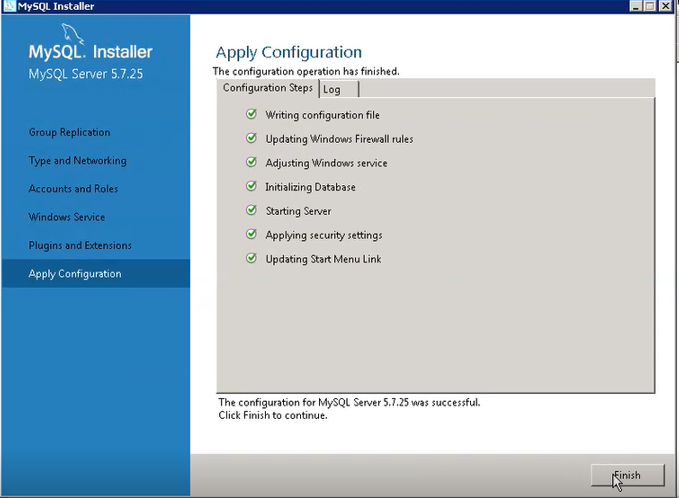 MySQL Installer
MySQL. Installer
MySQL Server 5.7.25
Group Replication
Type and Networking
Accounts and Roles
Windows Service
Plugins and Extensions
Apply Configuration
Apply Configuration
The configuration operation has finished.
Configuration Steps
Log
Writing configuration file
Updating Windows Firewall rules
Adjusting Windows service
Initializing Database
Starting Server
Applying security settings
Updating Start Menu Link
The configuration for MySQL Server 5.7.25 was successful.
Click Finish to continue.
Finish